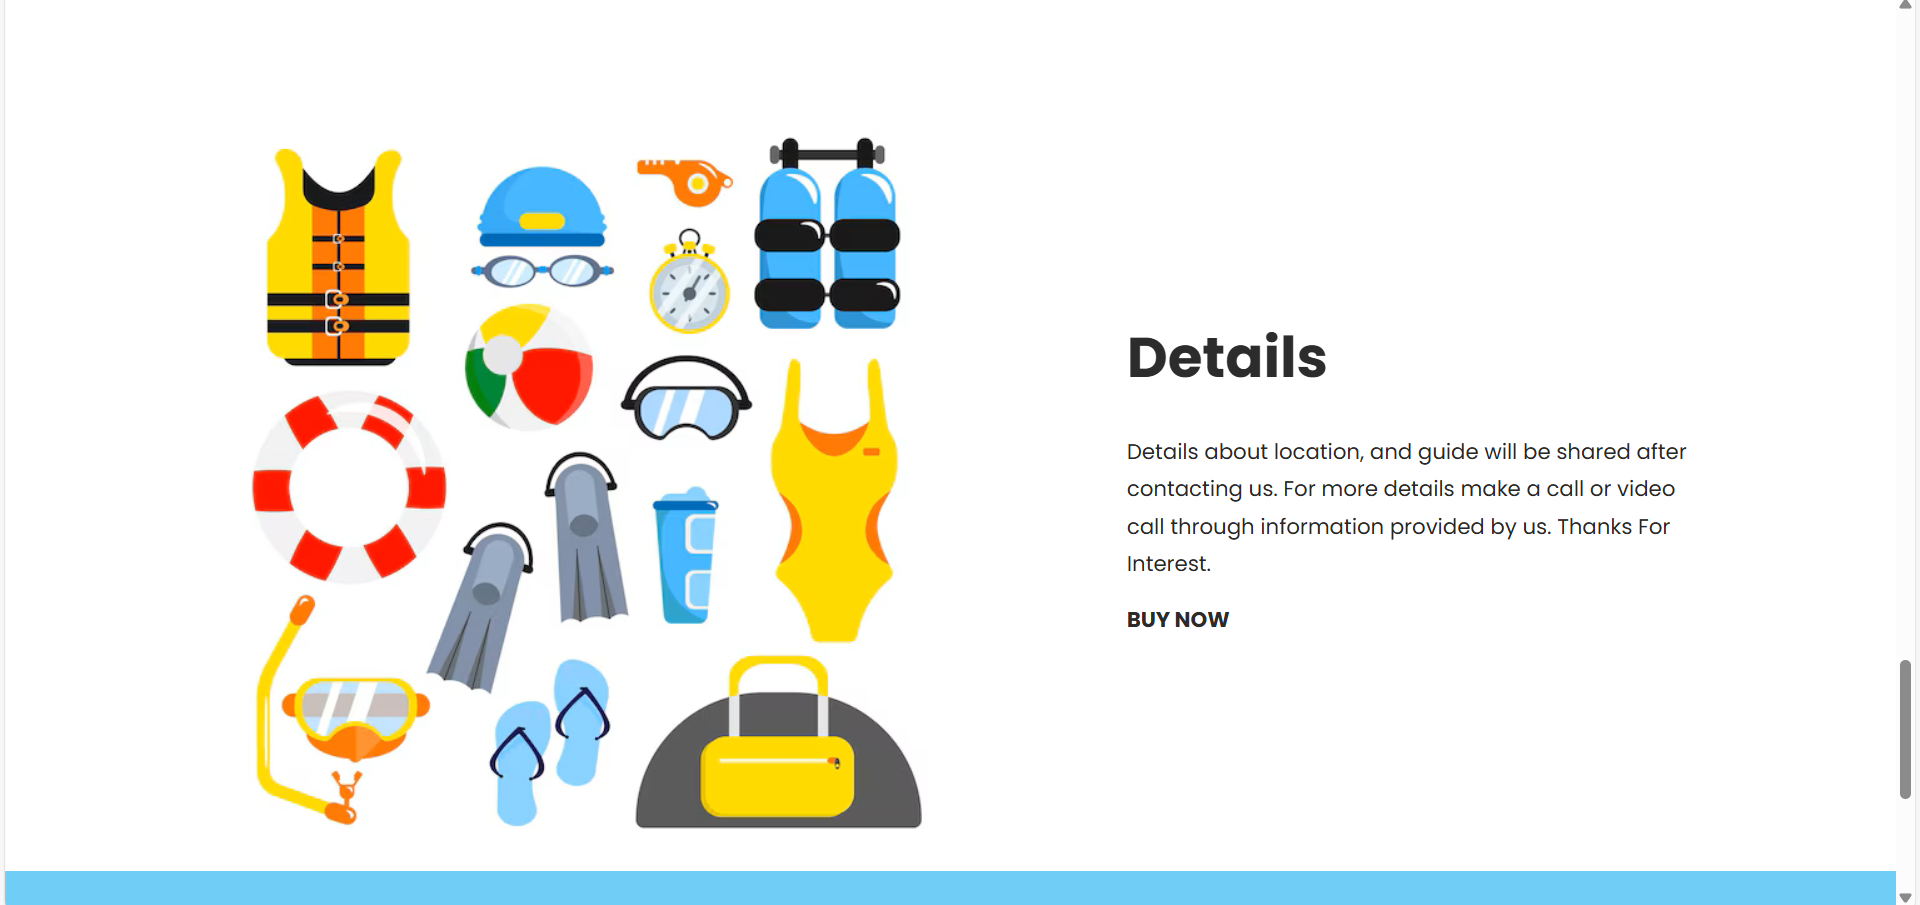 Details
Details about location, and guide will be shared after
contacting us. For more details make a call or video
call through information provided by us. Thanks For
Interest.
BUY NOW